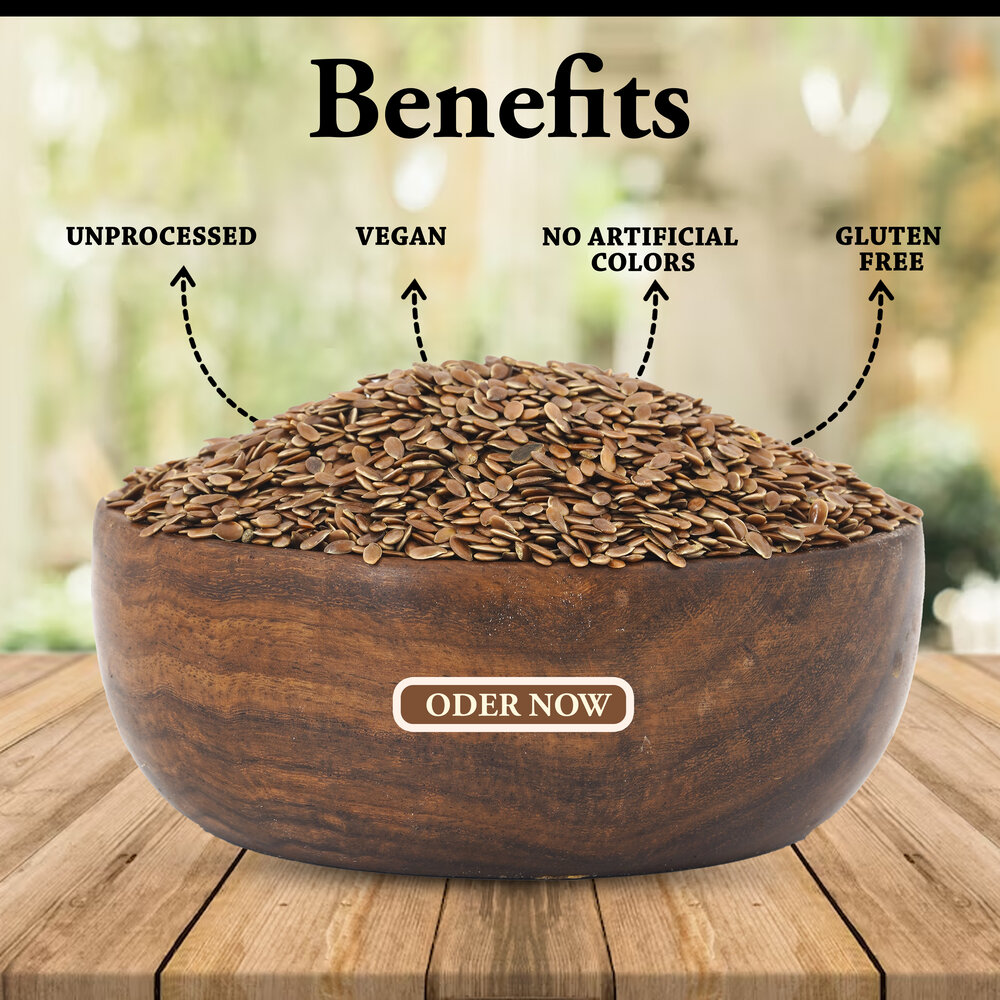 Benefits
UNPROCESSED
VEGAN
NO ARTIFICIAL
COLORS
GLUTEN
FREE
ODER NOW